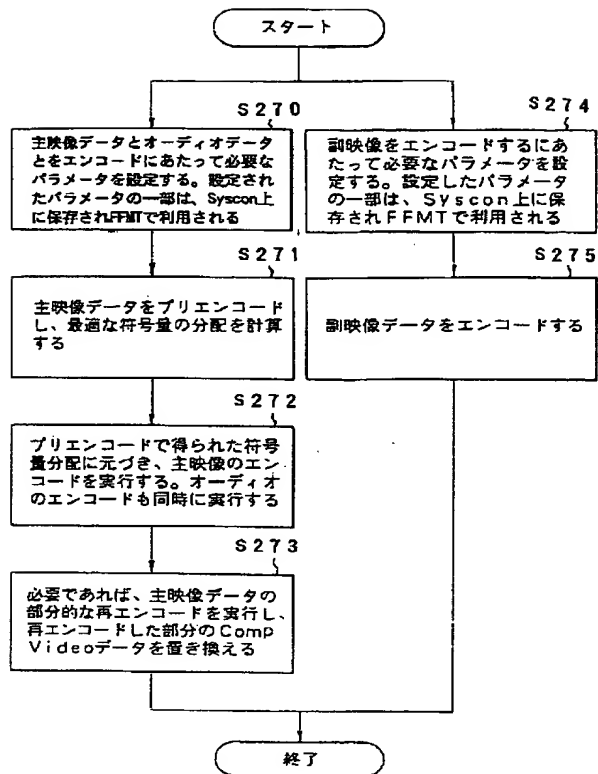 スタート
S270
主映像データとオーディオデータ
とをエンコードにあたって必要な
パラメータを設定する。設定され
たパラメータの一部は、Syscon上
に保存されFFMTで利用される
S271
主映像データをプリエンコード
し、最適な符号量の分配を計算
する
S272
プリエンコードで得られた符号
量分配に元づき、主映像のエン
コードを実行する。オーディオ
のエンコードも同時に実行する
S273
必要であれば、主映像データの
部分的な再エンコードを実行し、
再エンコードした部分のComp
Videoデータを置き換える
S274
副映像をエンコードするにあ
たって必要なパラメータを設
定する。設定したパラメータ
の一部は、Syscon上に保
存されFFMTで利用される
S275
副映像データをエンコードする
終了